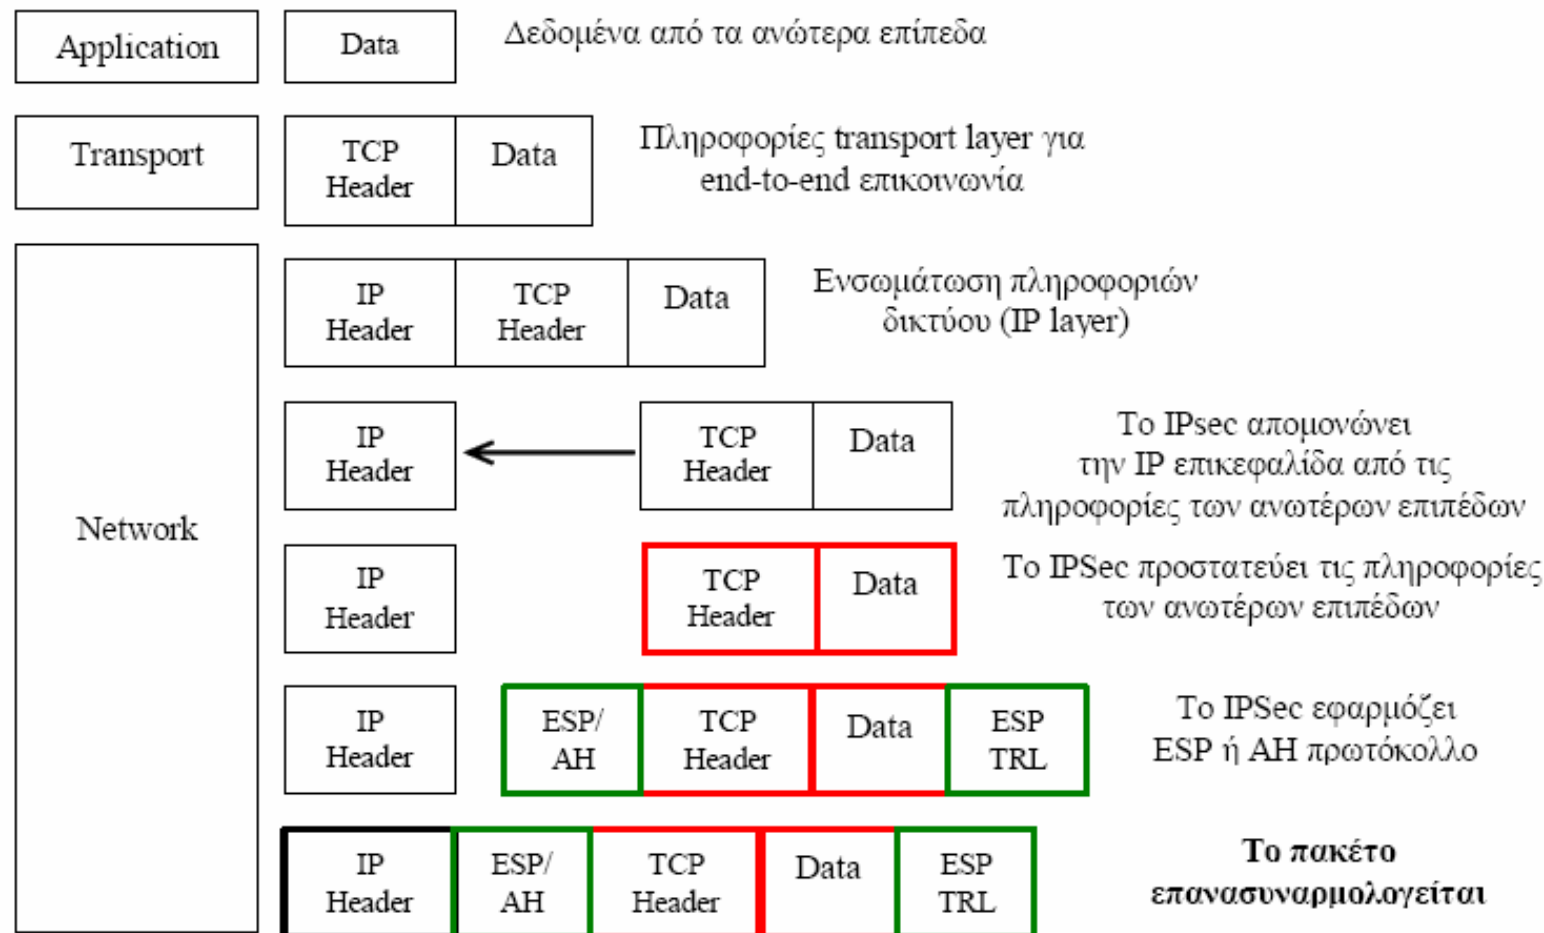 Application
Data
Δεδομένα από τα ανώτερα επίπεδα
Transport
TCP
Header
Data
Πληροφορίες transport layer για
end-to-end επικοινωνία
Network
IP
Header
TCP
Header
Data
Ενσωμάτωση πληροφοριών
δικτύου (IP layer)
IP
Header
TCP
Header
Data
Το IPsec απομονώνει
την IP επικεφαλίδα από τις
πληροφορίες των ανωτέρων επιπέδων
IP
Header
TCP
Header
Data
Το IPSec προστατεύει τις πληροφορίες
των ανωτέρων επιπέδων
IP
Header
ESP/
AH
TCP
Header
Data
ESP
TRL
Το IPSec εφαρμόζει
ESP ή AH πρωτόκολλο
IP
Header
ESP/
AH
TCP
Header
Data
ESP
TRL
Το πακέτο
επανασυναρμολογείται